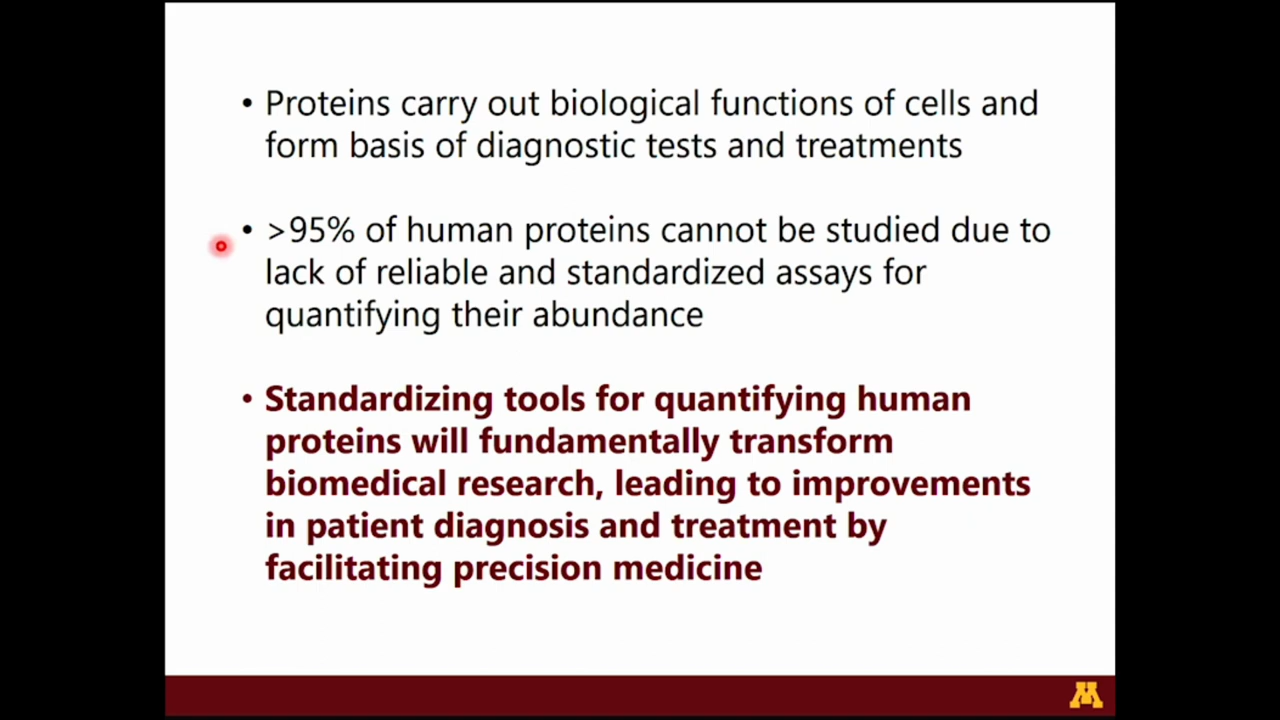 • Proteins carry out biological functions of cells and
form basis of diagnostic tests and treatments
• >95% of human proteins cannot be studied due to
lack of reliable and standardized assays for
quantifying their abundance
• Standardizing tools for quantifying human
proteins will fundamentally transform
biomedical research, leading to improvements
in patient diagnosis and treatment by
facilitating precision medicine
M